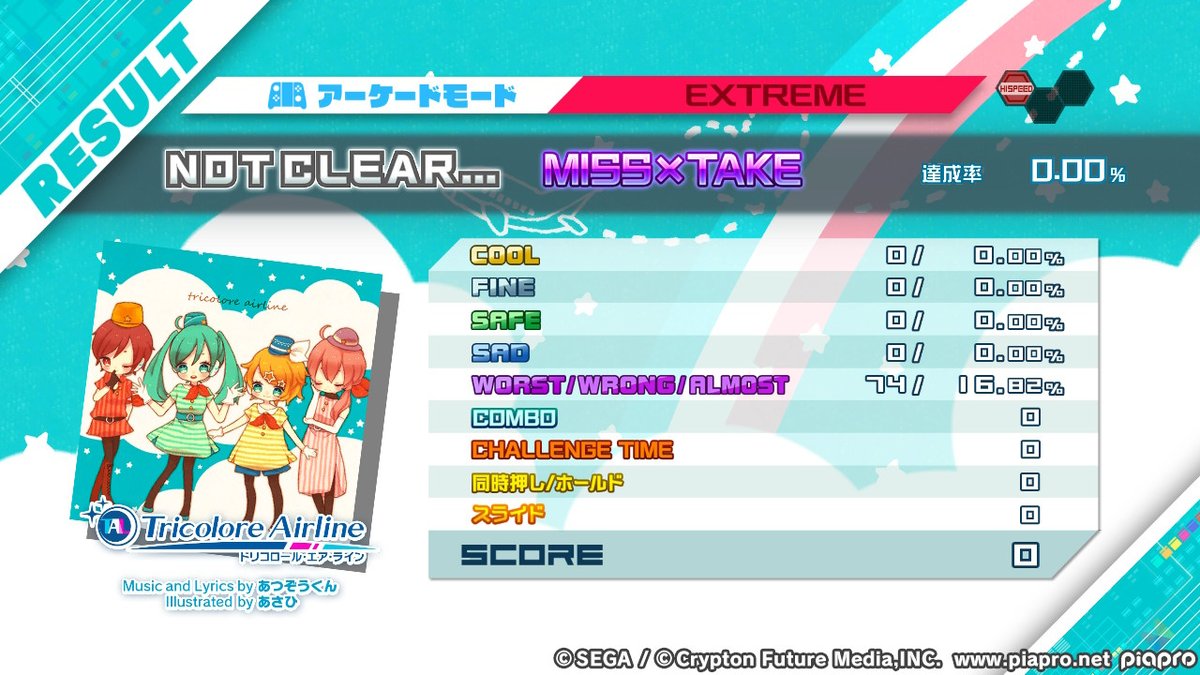 RESULT
アーケードモード
EXTREME
HISPEED
NOT CLEAR...
MISS×TAKE
達成率 0.00%
COOL 0/ 0.00%
FINE 0/ 0.00%
SAFE 0/ 0.00%
SAD 0/ 0.00%
WORST/WRONG/ALMOST 74/ 16.82%
COMBO 0
CHALLENGE TIME 0
同時押し/ホールド 0
スライド 0
SCORE 0
tricolore airline
TAL Tricolore Airline
トリコロール・エア・ライン
Music and Lyrics by あつぞうくん
Illustrated by あさひ
©SEGA / ©Crypton Future Media,INC. www.piapro.net piapro